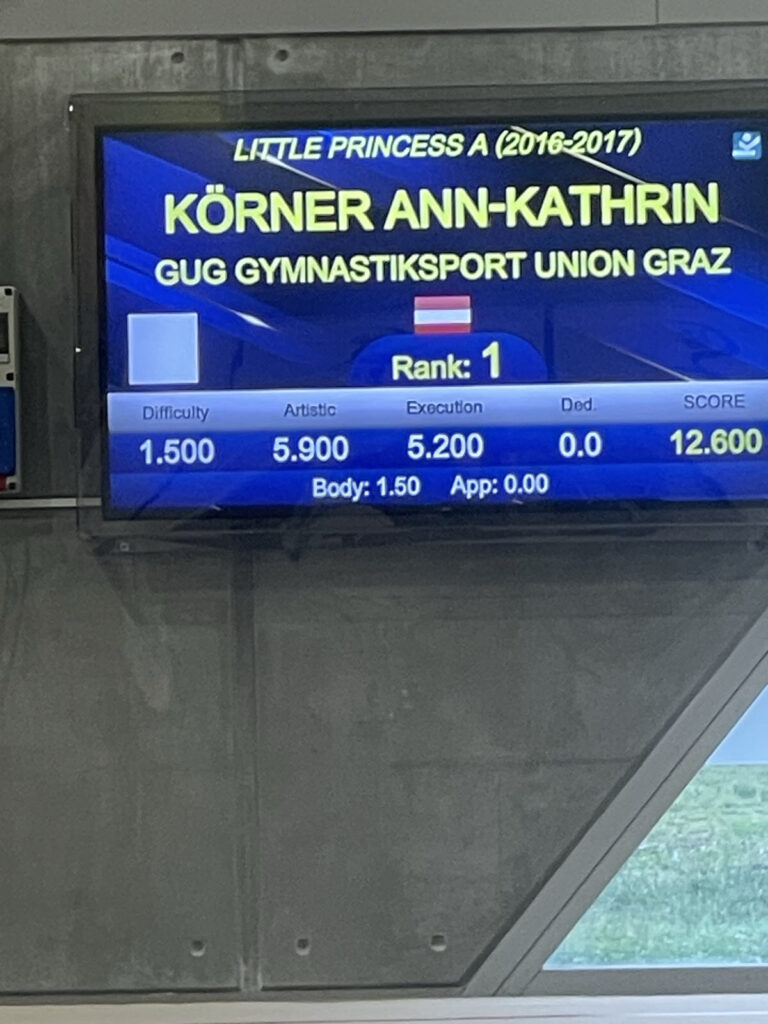 LITTLE PRINCESS A (2016-2017)
KÖRNER ANN-KATHRIN
GUG GYMNASTIKSPORT UNION GRAZ
Rank: 1
Difficulty Artistic Execution Ded. SCORE
1.500 5.900 5.200 0.0 12.600
Body: 1.50 App: 0.00